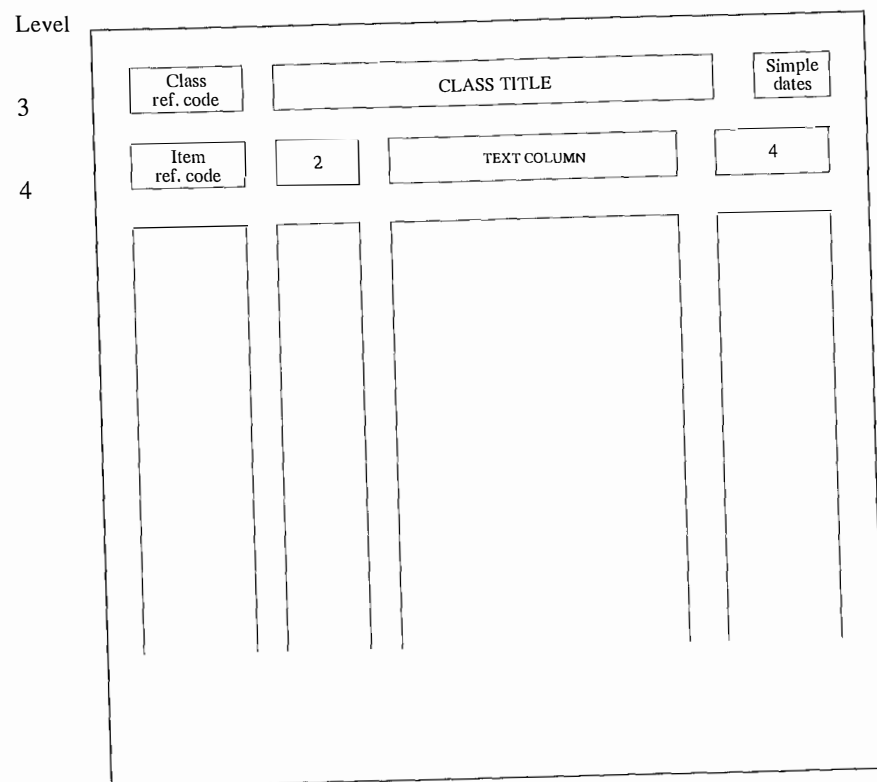 Level
3
Class
ref. code
CLASS TITLE
Simple
dates
4
Item
ref. code
2
TEXT COLUMN
4